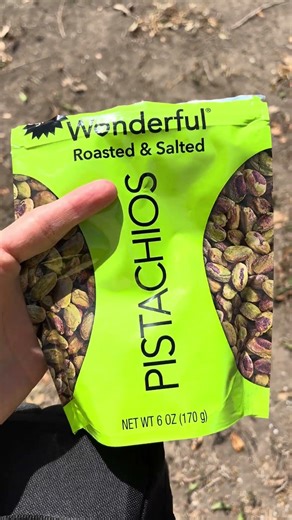 Wonderful®
Roasted & Salted
PISTACHIOS
NET WT 6 OZ (170 g)